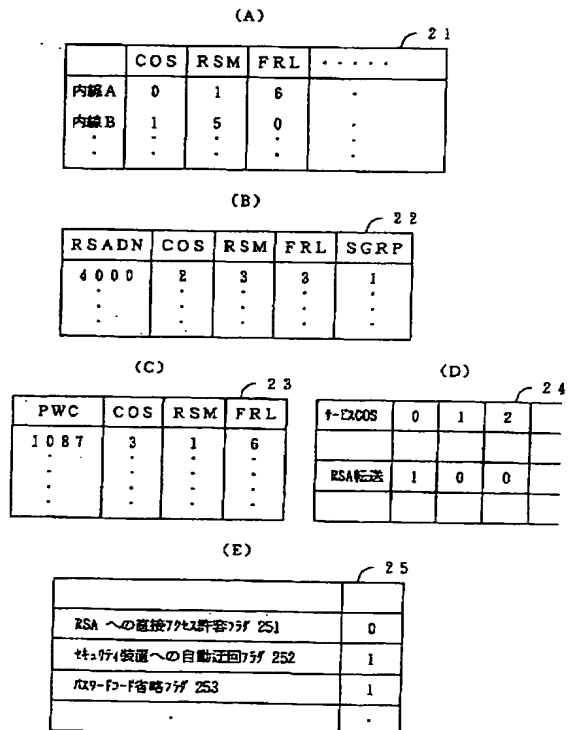 (A)
21
COS RSM FRL ・・・・・
内線A 0 1 6 ・
内線B 1 5 0 ・
(B)
22
RSADN COS RSM FRL SGRP
4000 2 3 3 1
(C)
23
PWC COS RSM FRL
1087 3 1 6
(D)
24
ｻｰﾋﾞｽCOS 0 1 2
RSA転送 1 0 0
(E)
25
RSA への直接ｱｸｾｽ許容ﾌﾗｸﾞ 251 0
ｾｷｭﾘﾃｨ装置への自動迂回ﾌﾗｸﾞ 252 1
ﾊﾟｽﾜｰﾄﾞｺｰﾄﾞ省略ﾌﾗｸﾞ 253 1